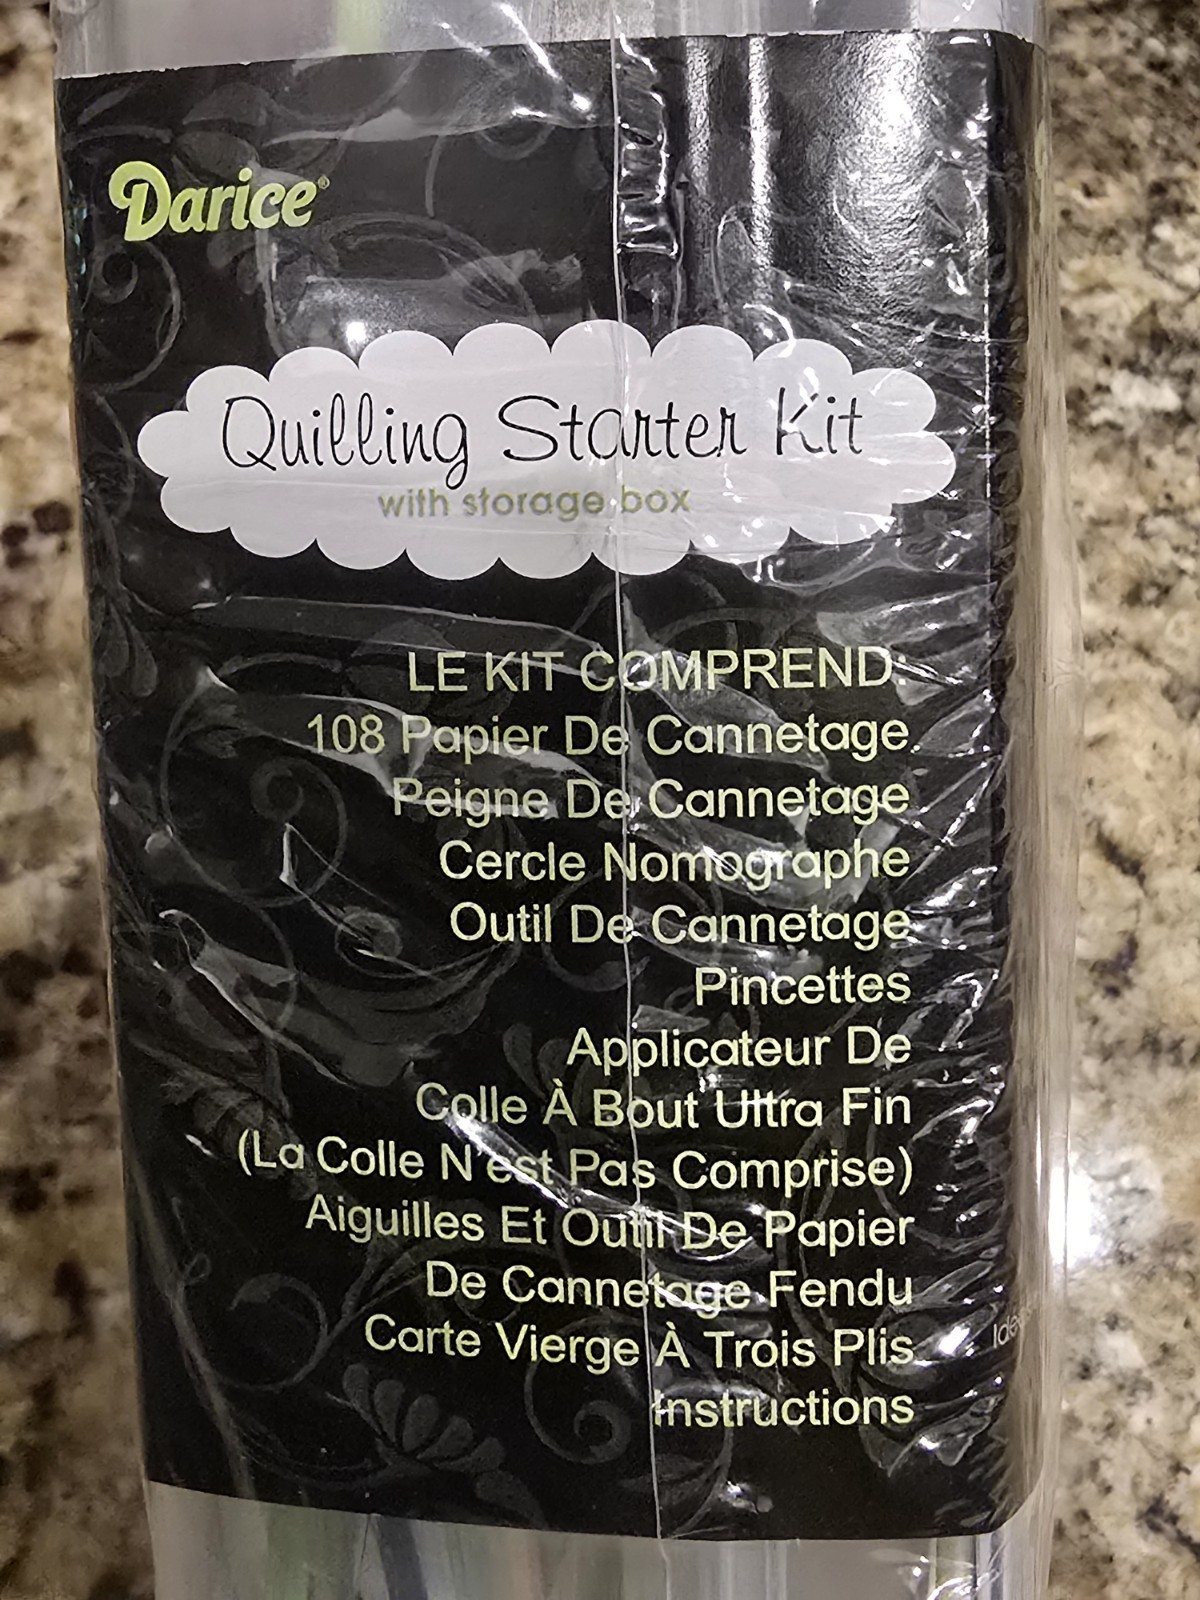 Darice®
Quilling Starter Kit
with storage box
LE KIT COMPREND:
108 Papier De Cannetage
Peigne De Cannetage
Cercle Nomographe
Outil De Cannetage
Pincettes
Applicateur De
Colle À Bout Ultra Fin
(La Colle N'est Pas Comprise)
Aiguilles Et Outil De Papier
De Cannetage Fendu
Carte Vierge À Trois Plis
Instructions